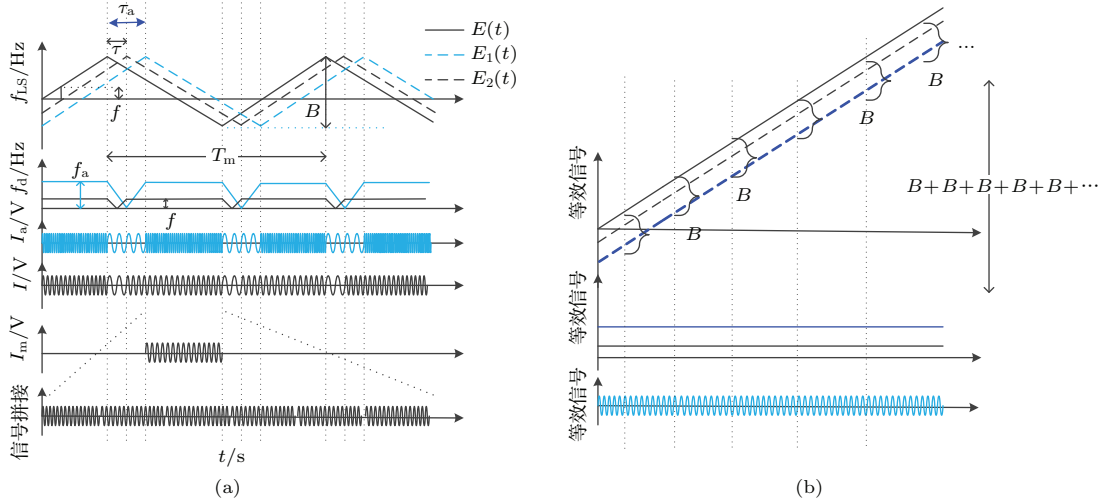 τa
E(t)
E1(t)
E2(t)
τ
fLS/Hz
f
B
Tm
fd/Hz
fa
f
Ia/V
I/V
Im/V
信号拼接
t/s
(a)
...
B
B
B
B
B
B+B+B+B+B+···
等效信号
等效信号
等效信号
(b)